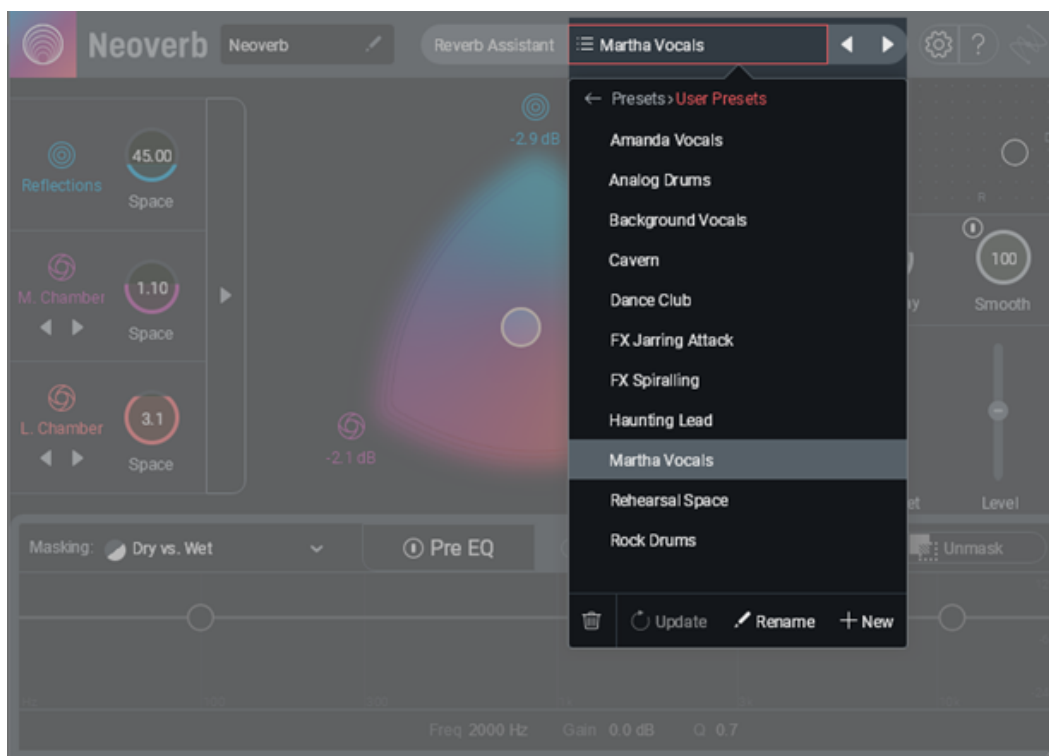 Neoverb Neoverb Reverb Assistant Martha Vocals ?
Presets › User Presets
Amanda Vocals
Analog Drums
Background Vocals
Cavern
Dance Club
FX Jarring Attack
FX Spiralling
Haunting Lead
Martha Vocals
Rehearsal Space
Rock Drums
Update Rename New
-2.9 dB
Reflections
45.00
Space
M. Chamber
1.10
Space
L. Chamber
3.1
Space
-2.1 dB
R
100
Smooth
Level
Masking: Dry vs. Wet Pre EQ Unmask
Hz 100 300
Freq 2000 Hz Gain 0.0 dB Q 0.7